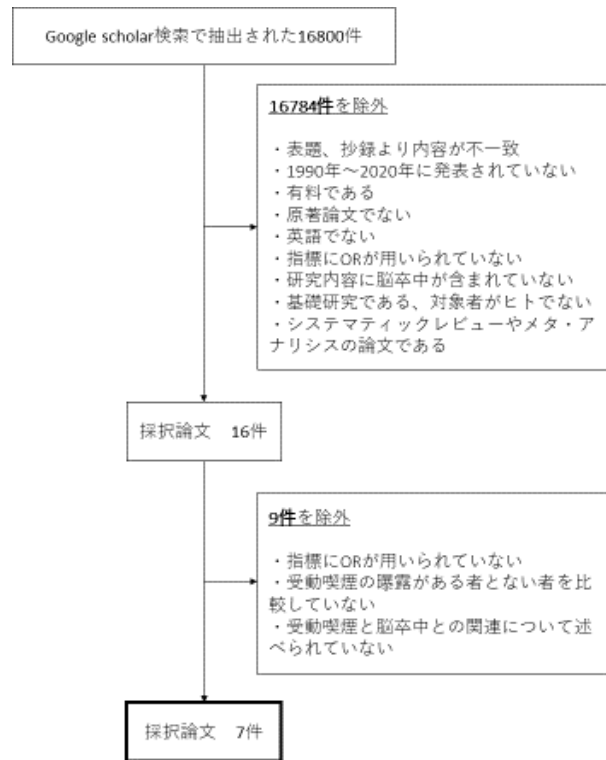 Google scholar検索で抽出された16800件
16784件を除外
・表題、抄録より内容が不一致
・1990年～2020年に発表されていない
・有料である
・原著論文でない
・英語でない
・指標にORが用いられていない
・研究内容に脳卒中が含まれていない
・基礎研究である、対象者がヒトでない
・システマティックレビューやメタ・ア
ナリシスの論文である
採択論文　16件
9件を除外
・指標にORが用いられていない
・受動喫煙の曝露がある者とない者を比
較していない
・受動喫煙と脳卒中との関連について述
べられていない
採択論文　7件